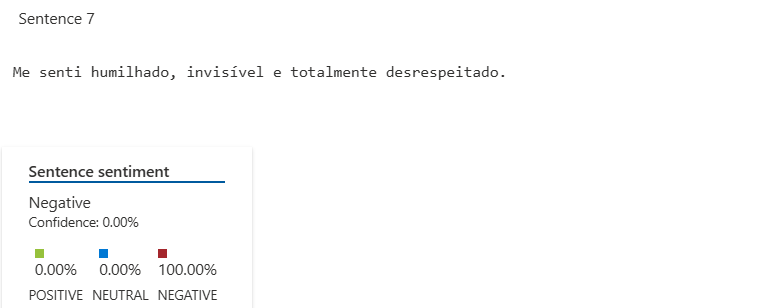 Sentence 7
Me senti humilhado, invisível e totalmente desrespeitado.
Sentence sentiment
Negative
Confidence: 0.00%
0.00% 0.00% 100.00%
POSITIVE NEUTRAL NEGATIVE